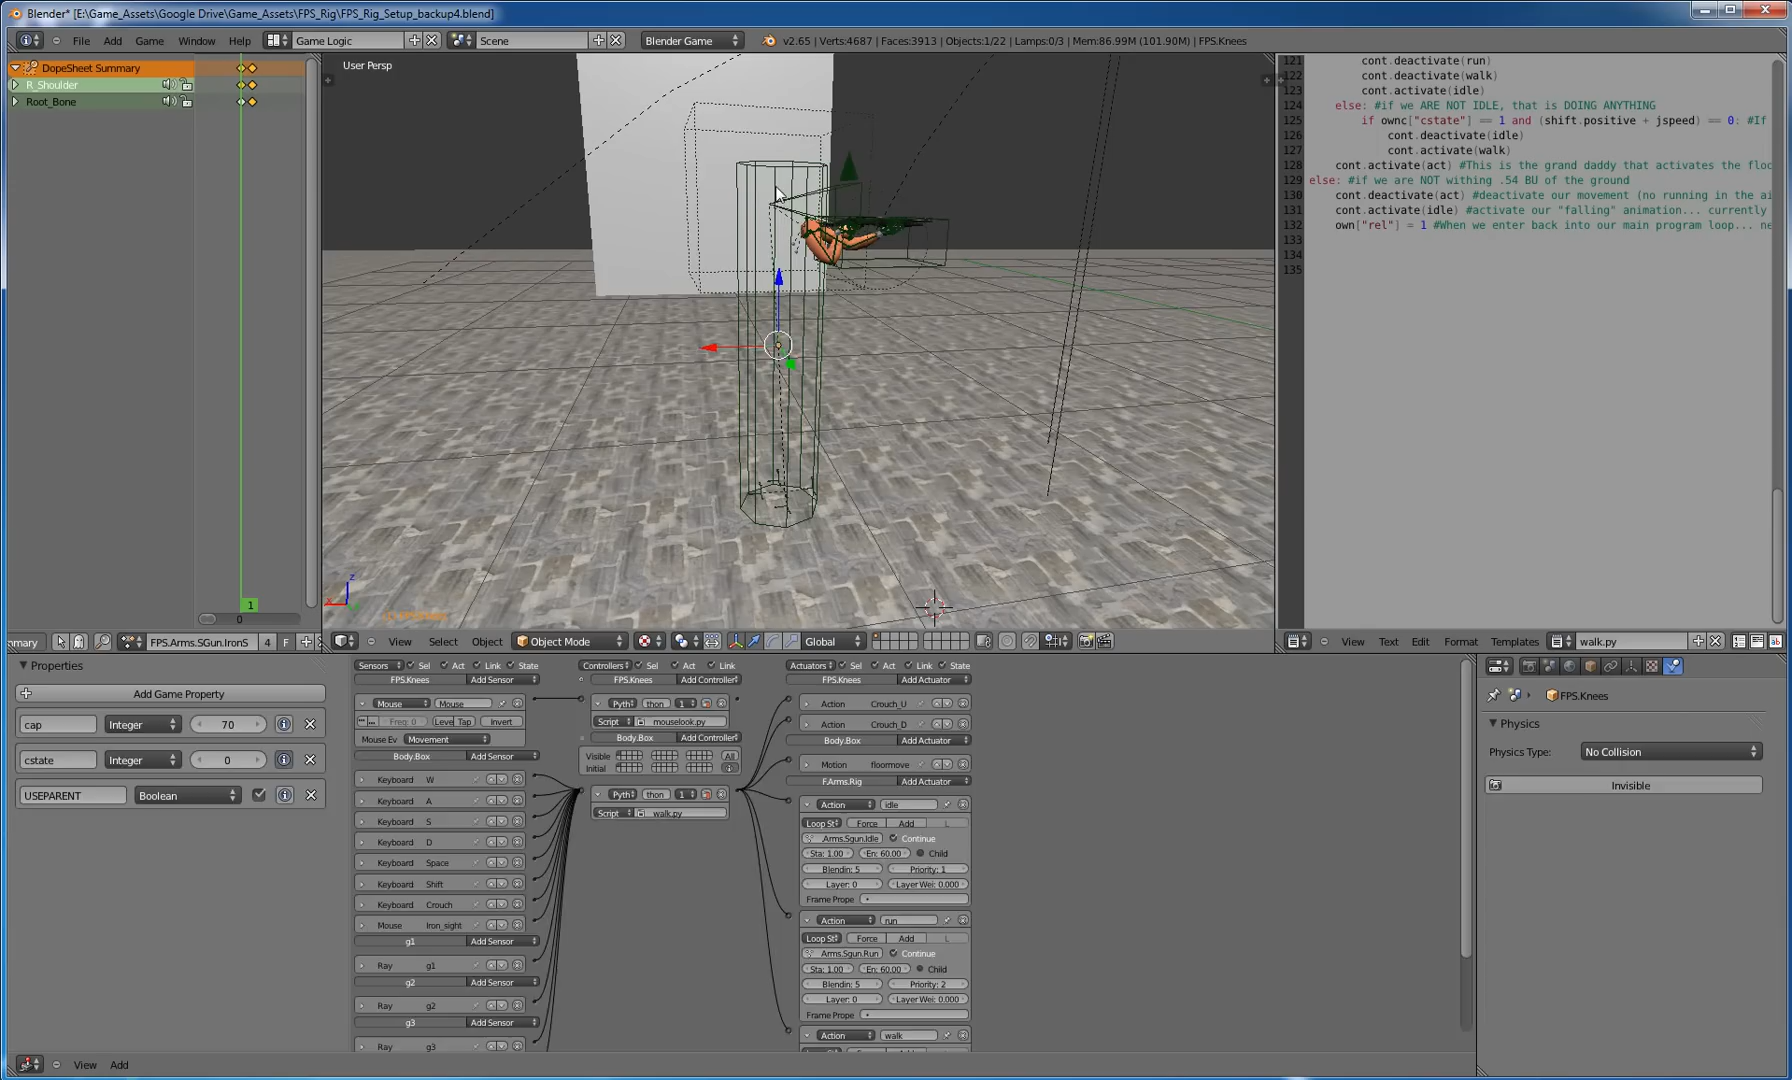 Blender* [E:\Game_Assets\Google Drive\Game_Assets\FPS_Rig\FPS_Rig_Setup_backup4.blend]
File Add Game Window Help Game Logic Scene Blender Game v2.65 | Verts:4687 | Faces:3913 | Objects:1/22 | Lamps:0/3 | Mem:86.99M (101.90M) | FPS.Knees
DopeSheet Summary
R_Shoulder
Root_Bone
User Persp
121 cont.deactivate(run)
122 cont.deactivate(walk)
123 cont.activate(idle)
124 else: #if we ARE NOT IDLE, that is DOING ANYTHING
125 if ownc["cstate"] == 1 and (shift.positive + jspeed) == 0: #If
126 cont.deactivate(idle)
127 cont.activate(walk)
128 cont.activate(act) #This is the grand daddy that activates the floo
129 else: #if we are NOT withing .54 BU of the ground
130 cont.deactivate(act) #deactivate our movement (no running in the ai
131 cont.activate(idle) #activate our "falling" animation... currently
132 own["rel"] = 1 #When we enter back into our main program loop... ne
133
134
135
z
x
1
0
mmary FPS.Arms.SGun.IronS 4 F
View Select Object Object Mode Global
View Text Edit Format Templates walk.py
Properties
Add Game Property
cap Integer 70
cstate Integer 0
USEPARENT Boolean
View Add
Sensors Sel Act Link State
FPS.Knees Add Sensor
Mouse Mouse
Freq: 0 Leve Tap Invert
Mouse Ev Movement
Body.Box Add Sensor
Keyboard W
Keyboard A
Keyboard S
Keyboard D
Keyboard Space
Keyboard Shift
Keyboard Crouch
Mouse Iron_sight
g1 Add Sensor
Ray g1
g2 Add Sensor
Ray g2
g3 Add Sensor
Ray g3
Controllers Sel Act Link
FPS.Knees Add Controller
Pyth thon 1
Script mouselook.py
Body.Box Add Controller
Visible All
Initial
Pyth thon 1
Script walk.py
Actuators Sel Act Link State
FPS.Knees Add Actuator
Action Crouch_U
Action Crouch_D
Body.Box Add Actuator
Motion floormove
F.Arms.Rig Add Actuator
Action idle
Loop St Force Add L
.Arms.Sgun.Idle Continue
Sta: 1.00 En: 60.00 Child
Blendin: 5 Priority: 1
Layer: 0 Layer Wei: 0.000
Frame Prope
Action run
Loop St Force Add L
Arms.Sgun.Run Continue
Sta: 1.00 En: 60.00 Child
Blendin: 5 Priority: 2
Layer: 0 Layer Wei: 0.000
Frame Prope
Action walk
FPS.Knees
Physics
Physics Type: No Collision
Invisible